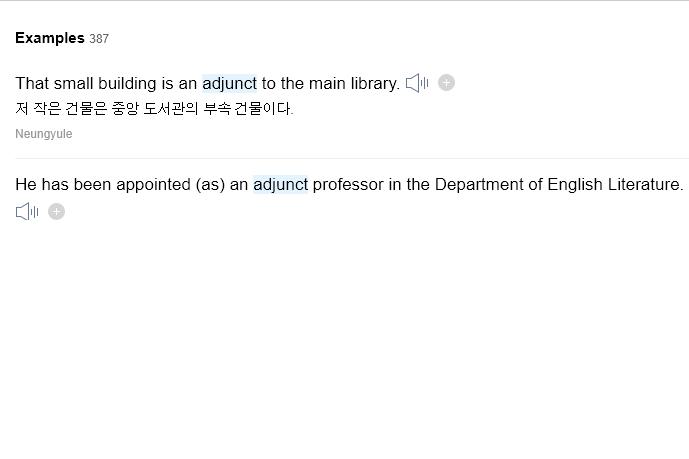 Examples 387
That small building is an adjunct to the main library.
저 작은 건물은 중앙 도서관의 부속 건물이다.
Neungyule
He has been appointed (as) an adjunct professor in the Department of English Literature.